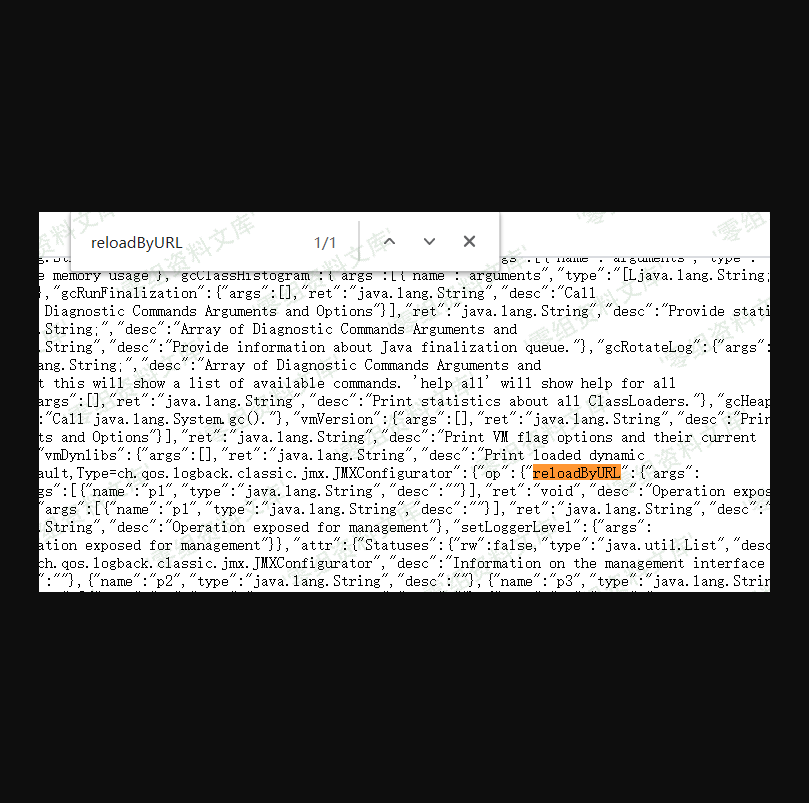 reloadByURL 1/1
e memory usage"},"gcClassHistogram":{"args":[{"name":"arguments","type":"[Ljava.lang.String;
},"gcRunFinalization":{"args":[],"ret":"java.lang.String","desc":"Call
Diagnostic Commands Arguments and Options"}],"ret":"java.lang.String","desc":"Provide stati
.String;","desc":"Array of Diagnostic Commands Arguments and
.String","desc":"Provide information about Java finalization queue."},"gcRotateLog":{"args":
ang.String;","desc":"Array of Diagnostic Commands Arguments and
t this will show a list of available commands. 'help all' will show help for all
args":[],"ret":"java.lang.String","desc":"Print statistics about all ClassLoaders."},"gcHeap
:"Call java.lang.System.gc()."},"vmVersion":{"args":[],"ret":"java.lang.String","desc":"Prin
ts and Options"}],"ret":"java.lang.String","desc":"Print VM flag options and their current
"vmDynlibs":{"args":[],"ret":"java.lang.String","desc":"Print loaded dynamic
ault,Type=ch.qos.logback.classic.jmx.JMXConfigurator":{"op":{"reloadByURL":{"args":
gs":[{"name":"p1","type":"java.lang.String","desc":""}],"ret":"void","desc":"Operation expos
"args":[{"name":"p1","type":"java.lang.String","desc":""}],"ret":"java.lang.String","desc":"
.String","desc":"Operation exposed for management"},"setLoggerLevel":{"args":
ation exposed for management"}},"attr":{"Statuses":{"rw":false,"type":"java.util.List","desc
ch.qos.logback.classic.jmx.JMXConfigurator","desc":"Information on the management interface
":""},{"name":"p2","type":"java.lang.String","desc":""},{"name":"p3","type":"java.lang.Strin